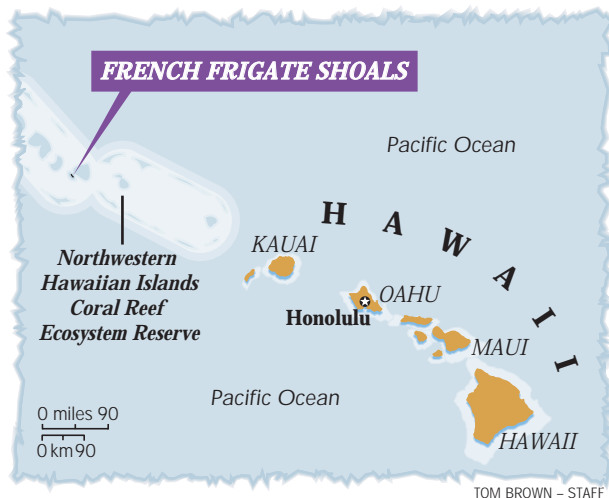 FRENCH FRIGATE SHOALS
Pacific Ocean
HAWAII
KAUAI
Northwestern
Hawaiian Islands
Coral Reef
Ecosystem Reserve
OAHU
Honolulu
MAUI
Pacific Ocean
0 miles 90
0 km 90
HAWAII
TOM BROWN – STAFF